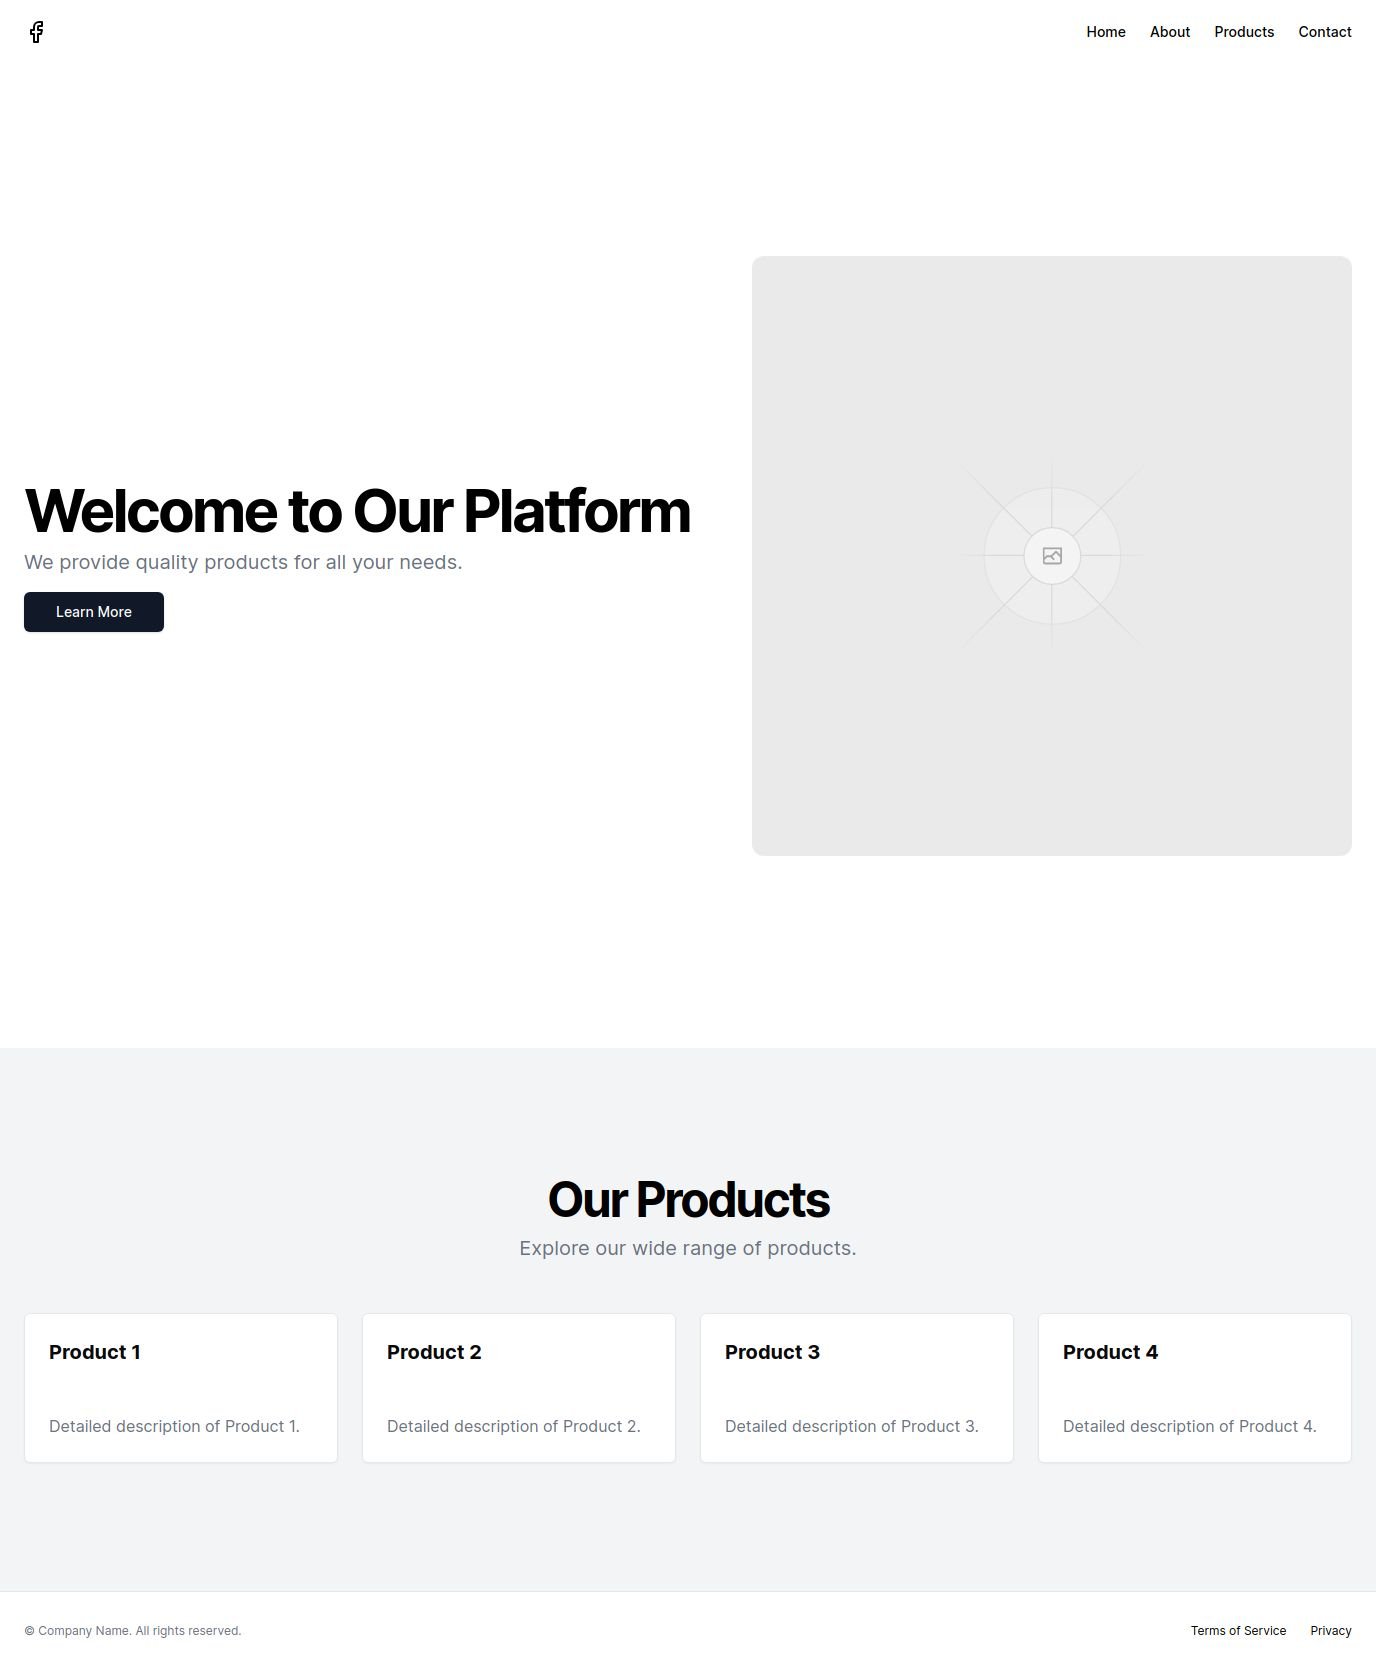 Home About Products Contact
Welcome to Our Platform
We provide quality products for all your needs.
Learn More
Our Products
Explore our wide range of products.
Product 1
Detailed description of Product 1.
Product 2
Detailed description of Product 2.
Product 3
Detailed description of Product 3.
Product 4
Detailed description of Product 4.
© Company Name. All rights reserved.
Terms of Service Privacy